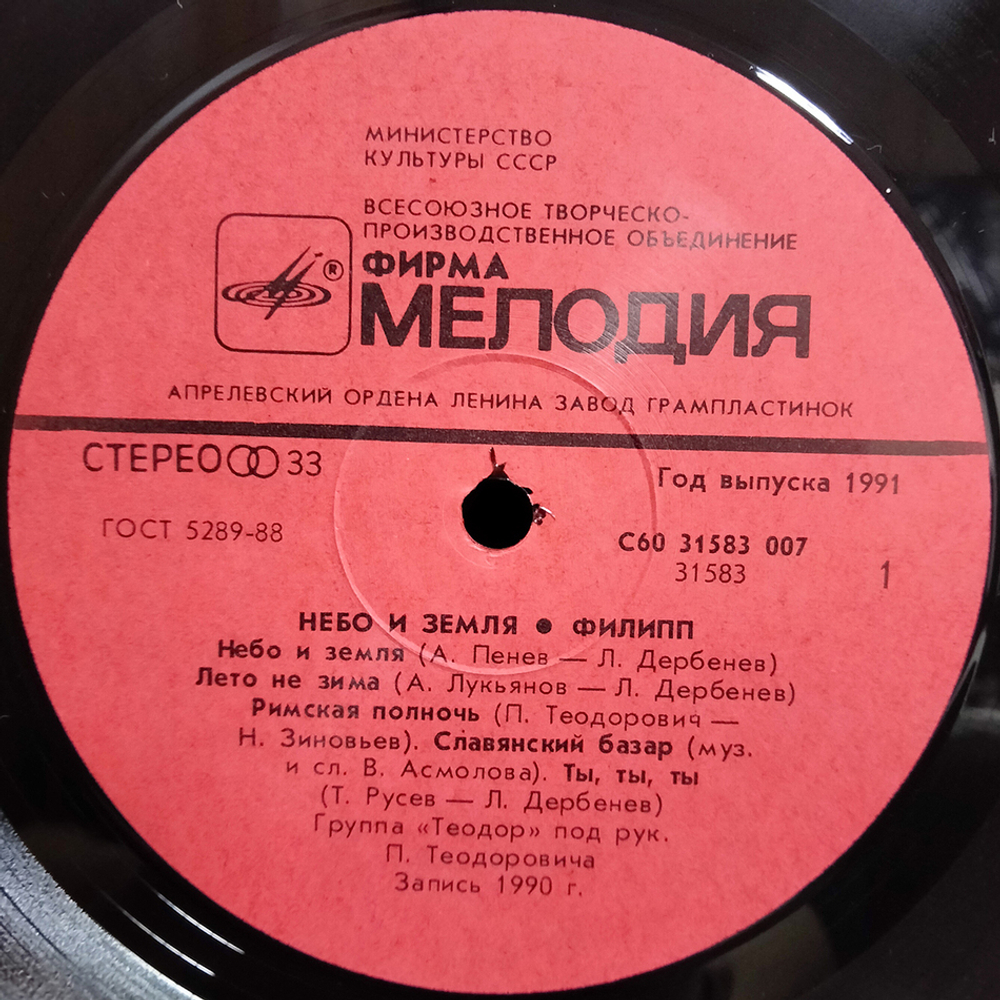 МИНИСТЕРСТВО
КУЛЬТУРЫ СССР
ВСЕСОЮЗНОЕ ТВОРЧЕСКО-
ПРОИЗВОДСТВЕННОЕ ОБЪЕДИНЕНИЕ
ФИРМА
МЕЛОДИЯ
®
АПРЕЛЕВСКИЙ ОРДЕНА ЛЕНИНА ЗАВОД ГРАМПЛАСТИНОК
СТЕРЕО 33
Год выпуска 1991
ГОСТ 5289-88
С60 31583 007
31583
1
НЕБО И ЗЕМЛЯ ● ФИЛИПП
Небо и земля (А. Пенев — Л. Дербенев)
Лето не зима (А. Лукьянов — Л. Дербенев)
Римская полночь (П. Теодорович —
Н. Зиновьев). Славянский базар (муз.
и сл. В. Асмолова). Ты, ты, ты
(Т. Русев — Л. Дербенев)
Группа «Теодор» под рук.
П. Теодоровича
Запись 1990 г.